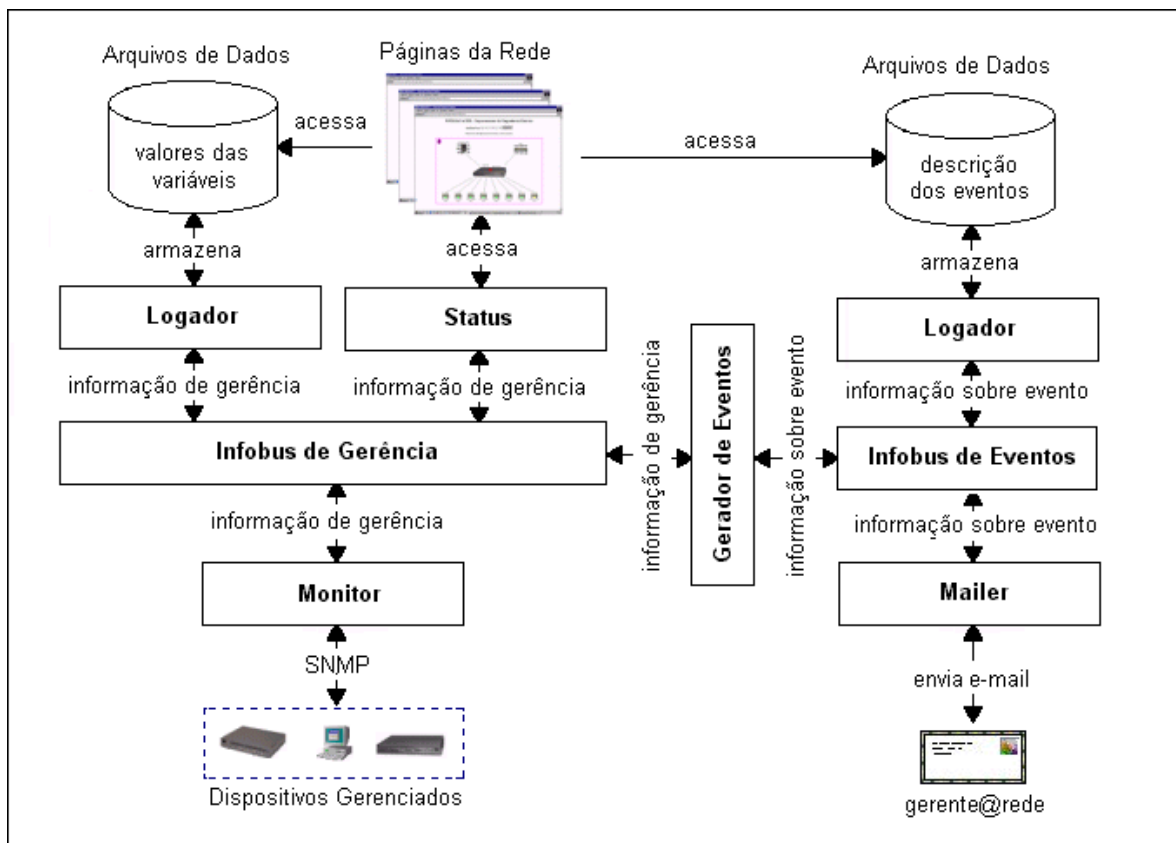 Arquivos de Dados
Páginas da Rede
Arquivos de Dados
acessa
acessa
valores das
variáveis
descrição
dos eventos
armazena
acessa
armazena
Logador
Status
Logador
informação de gerência
informação de gerência
informação sobre evento
Infobus de Gerência
informação de gerência
Gerador de Eventos
informação sobre evento
Infobus de Eventos
informação de gerência
informação sobre evento
Monitor
Mailer
SNMP
envia e-mail
Dispositivos Gerenciados
gerente@rede